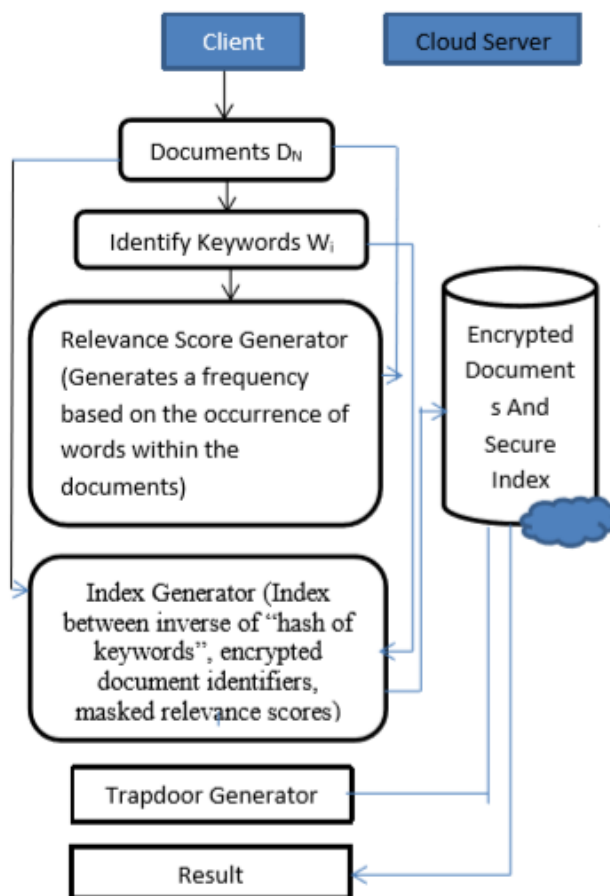 Client
Cloud Server
Documents DN
Identify Keywords Wi
Relevance Score Generator
(Generates a frequency
based on the occurrence of
words within the
documents)
Encrypted
Document
s And
Secure
Index
Index Generator (Index
between inverse of “hash of
keywords”, encrypted
document identifiers,
masked relevance scores)
Trapdoor Generator
Result